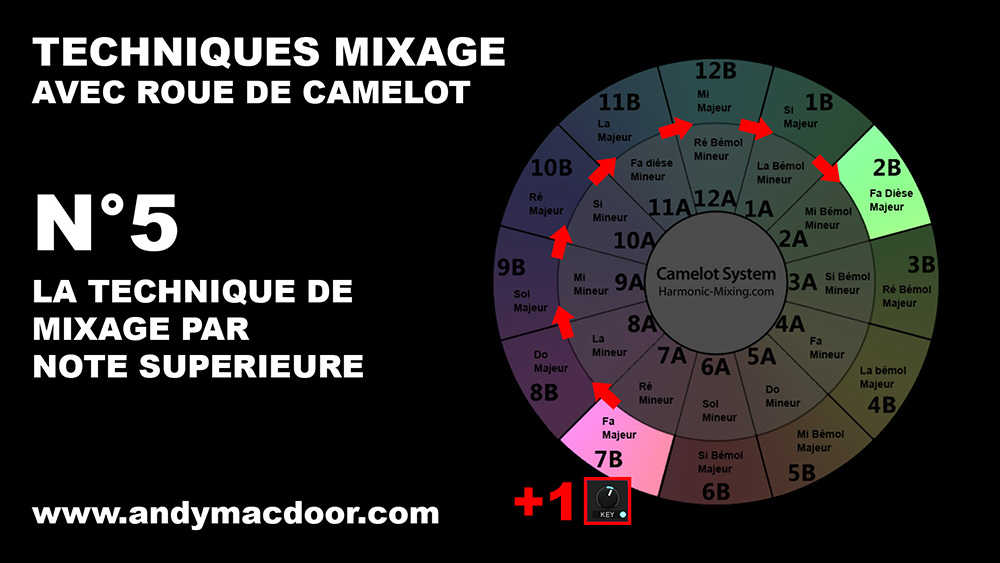 TECHNIQUES MIXAGE
AVEC ROUE DE CAMELOT
N°5
LA TECHNIQUE DE
MIXAGE PAR
NOTE SUPERIEURE
www.andymacdoor.com
12B
Mi
Majeur
1B
Si
Majeur
2B
Fa Dièse
Majeur
3B
Ré Bémol
Majeur
La bémol
Majeur
4B
Mi Bémol
Majeur
5B
Si Bémol
Majeur
6B
Fa
Majeur
7B
Do
Majeur
8B
9B
Sol
Majeur
10B
Ré
Majeur
11B
La
Majeur
Ré Bémol
Mineur
12A
La Bémol
Mineur
1A
Mi Bémol
Mineur
2A
3A
Si Bémol
Mineur
4A
Fa
Mineur
5A
Do
Mineur
6A
Sol
Mineur
7A
Ré
Mineur
8A
La
Mineur
Mi
Mineur
9A
Si
Mineur
10A
Fa dièse
Mineur
11A
Camelot System
Harmonic-Mixing.com
+1
KEY